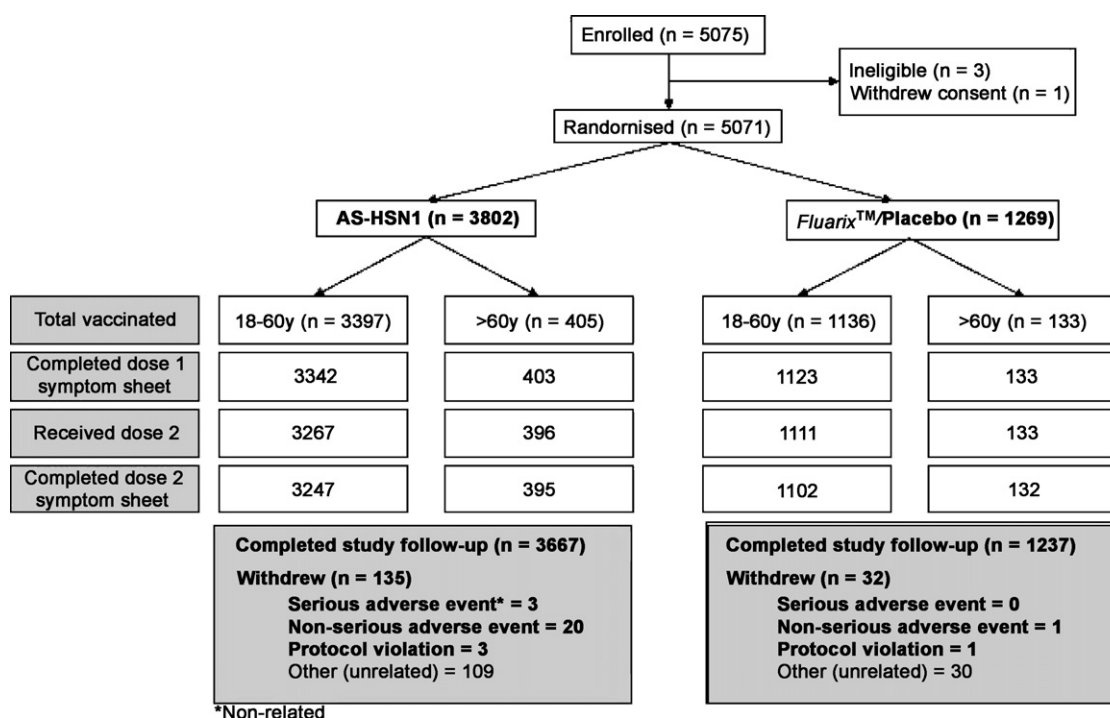 Enrolled (n = 5075)
Ineligible (n = 3)
Withdrew consent (n = 1)
Randornised (n = 5071)
AS-HSN1 (n = 3802)
Fluarix™/Placebo (n = 1269)
Total vaccinated
18-60y (n = 3397)
>60y (n = 405)
18-60y (n = 1136)
>60y (n = 133)
Completed dose 1
symptom sheet
3342
403
1123
133
Received dose 2
3267
396
1111
133
Completed dose 2
symptom sheet
3247
395
1102
132
Completed study follow-up (n = 3667)
Withdrew (n = 135)
Serious adverse event* = 3
Non-serious adverse event = 20
Protocol violation = 3
Other (unrelated) = 109
*Non-related
Completed study follow-up (n = 1237)
Withdrew (n = 32)
Serious adverse event = 0
Non-serious adverse event = 1
Protocol violation = 1
Other (unrelated) = 30